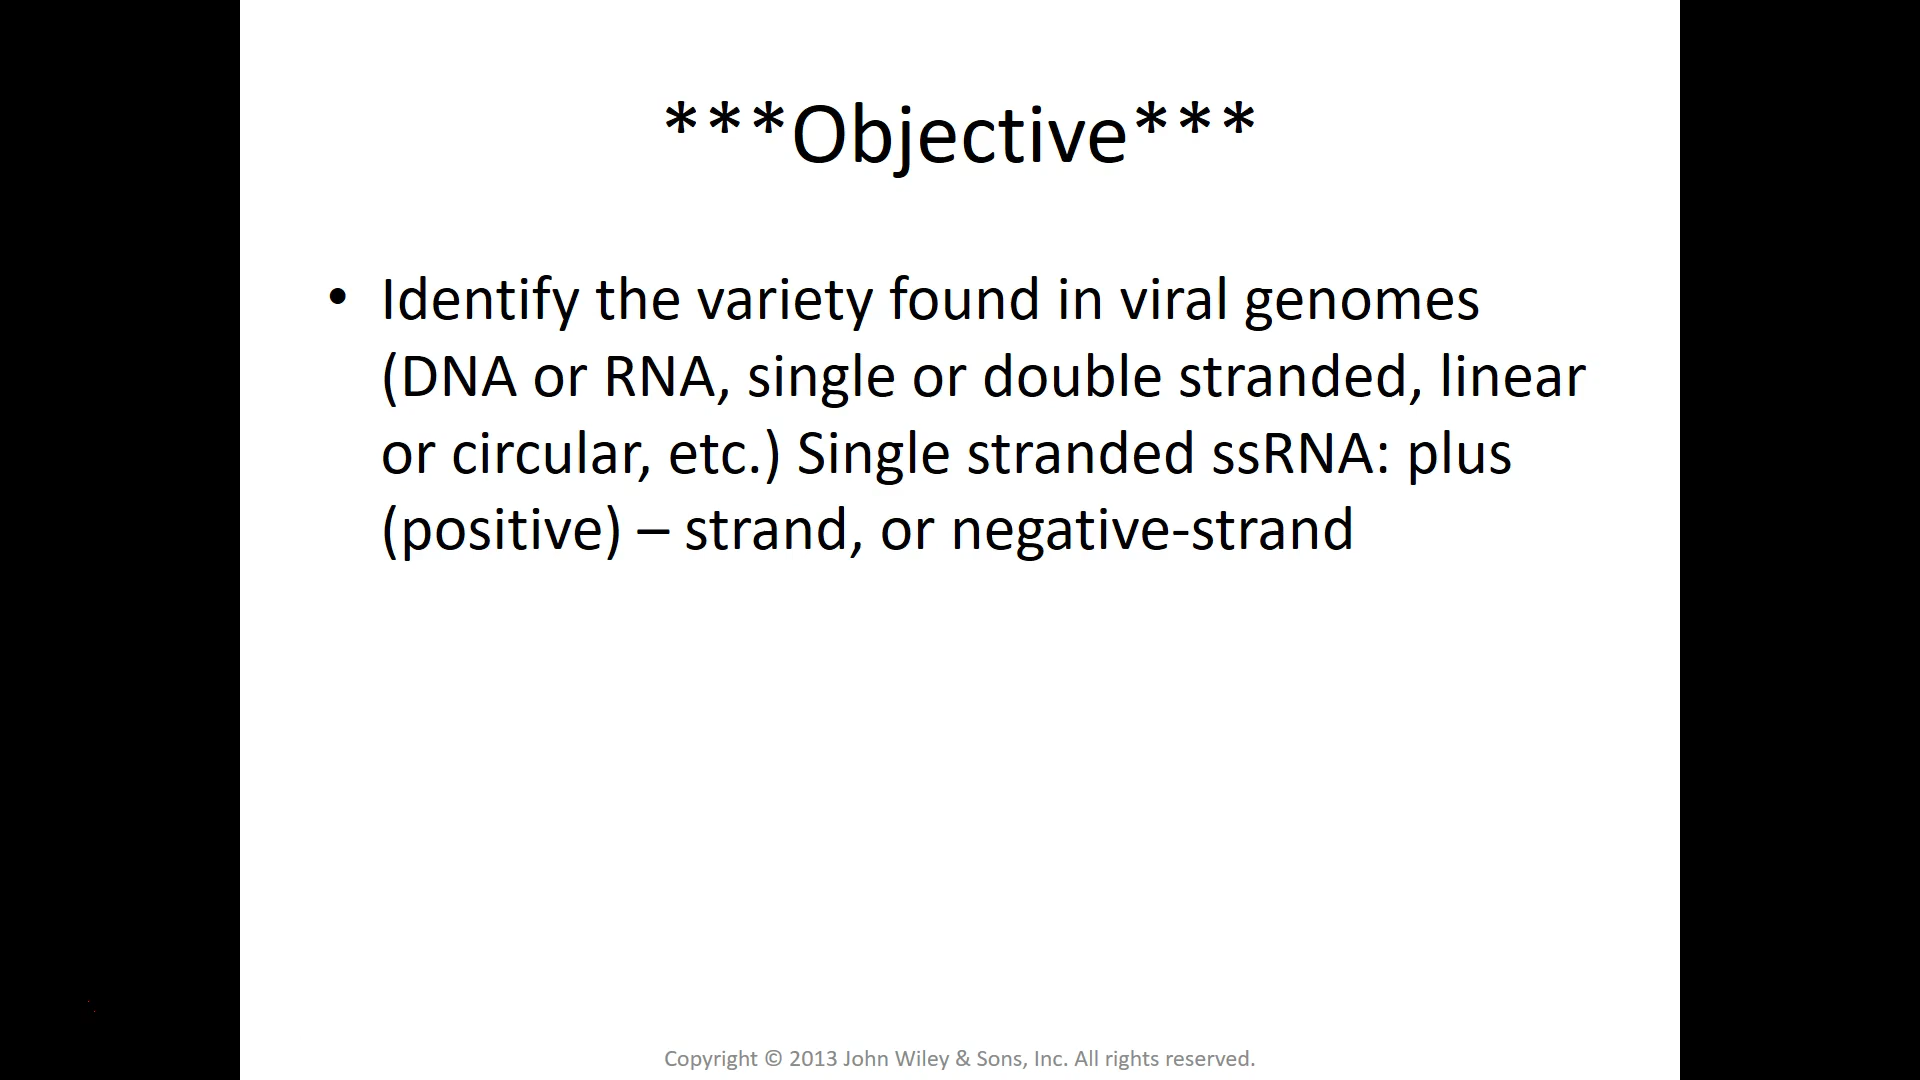 ***Objective***
• Identify the variety found in viral genomes
(DNA or RNA, single or double stranded, linear
or circular, etc.) Single stranded ssRNA: plus
(positive) – strand, or negative-strand
Copyright © 2013 John Wiley & Sons, Inc. All rights reserved.